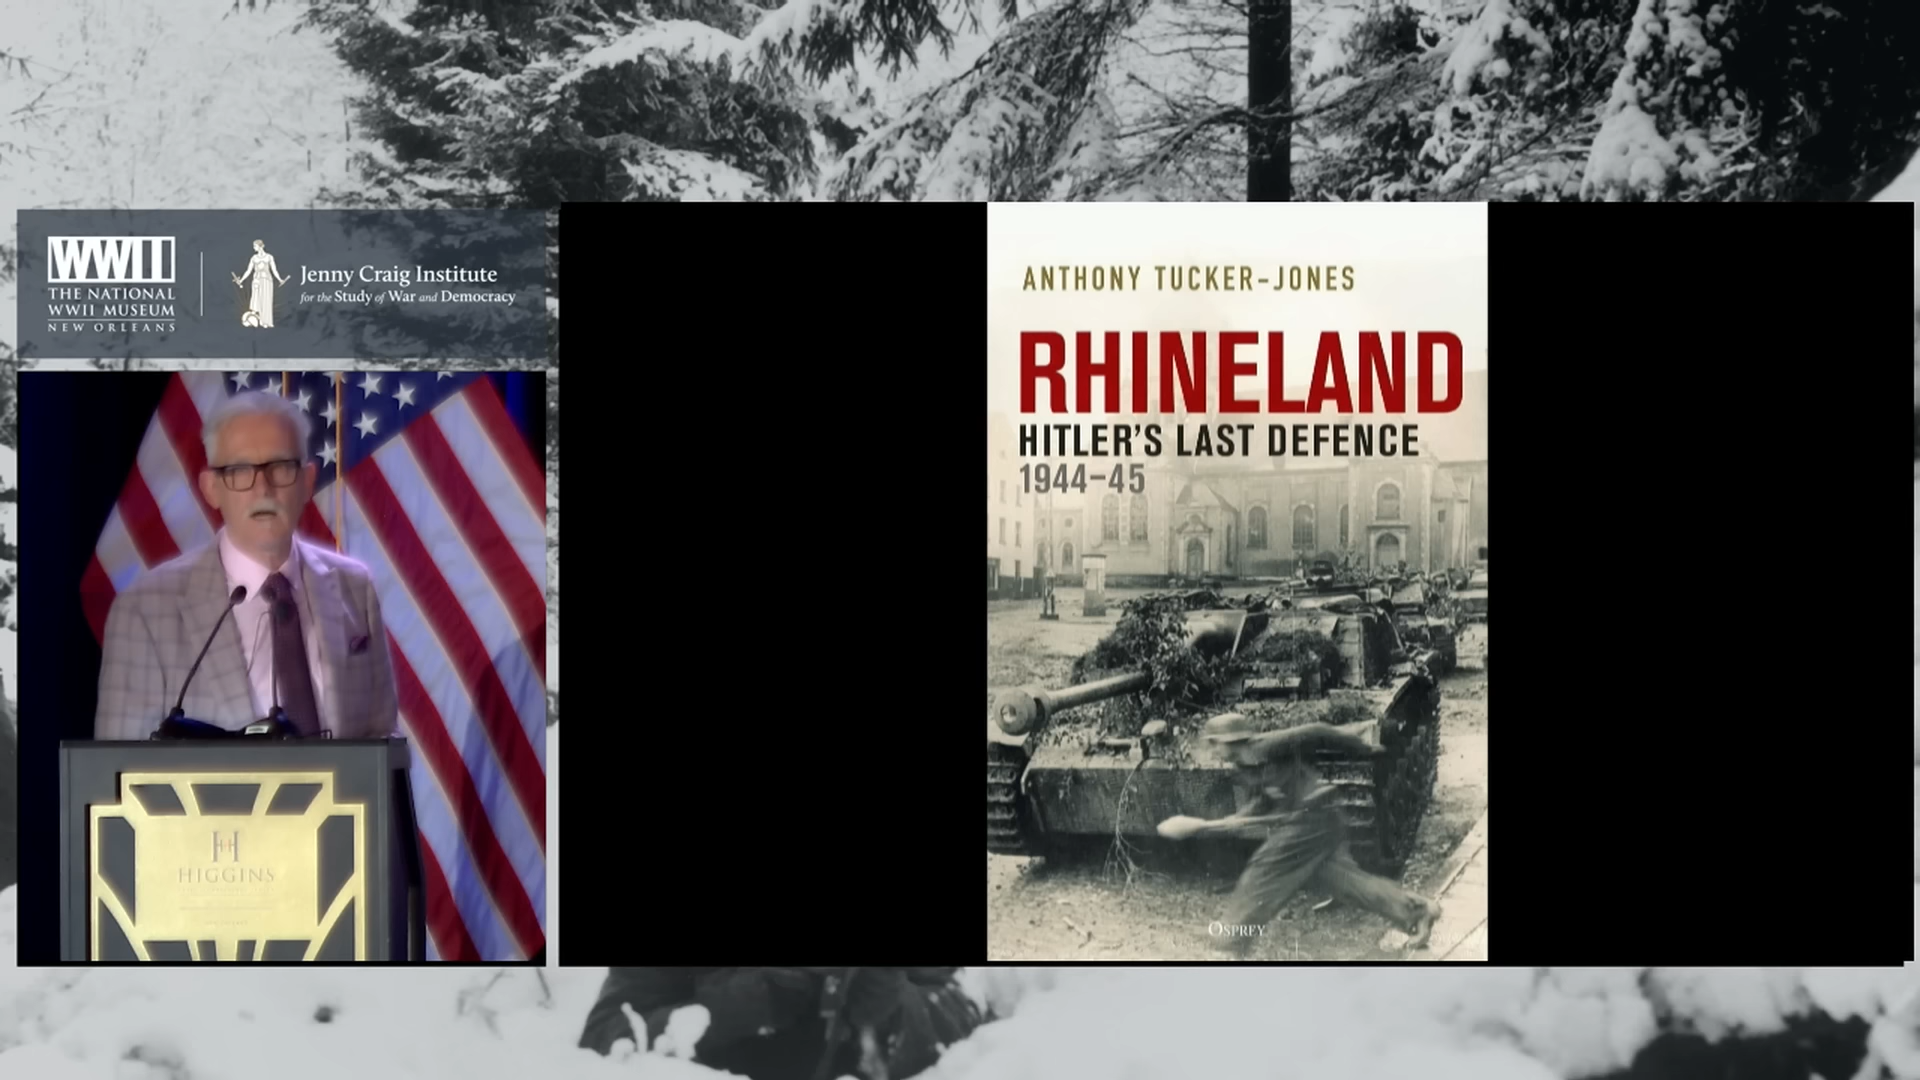 WWII
THE NATIONAL
WWII MUSEUM
NEW ORLEANS
Jenny Craig Institute
for the Study of War and Democracy
H
HIGGINS
ANTHONY TUCKER-JONES
RHINELAND
HITLER'S LAST DEFENCE
1944–45
OSPREY